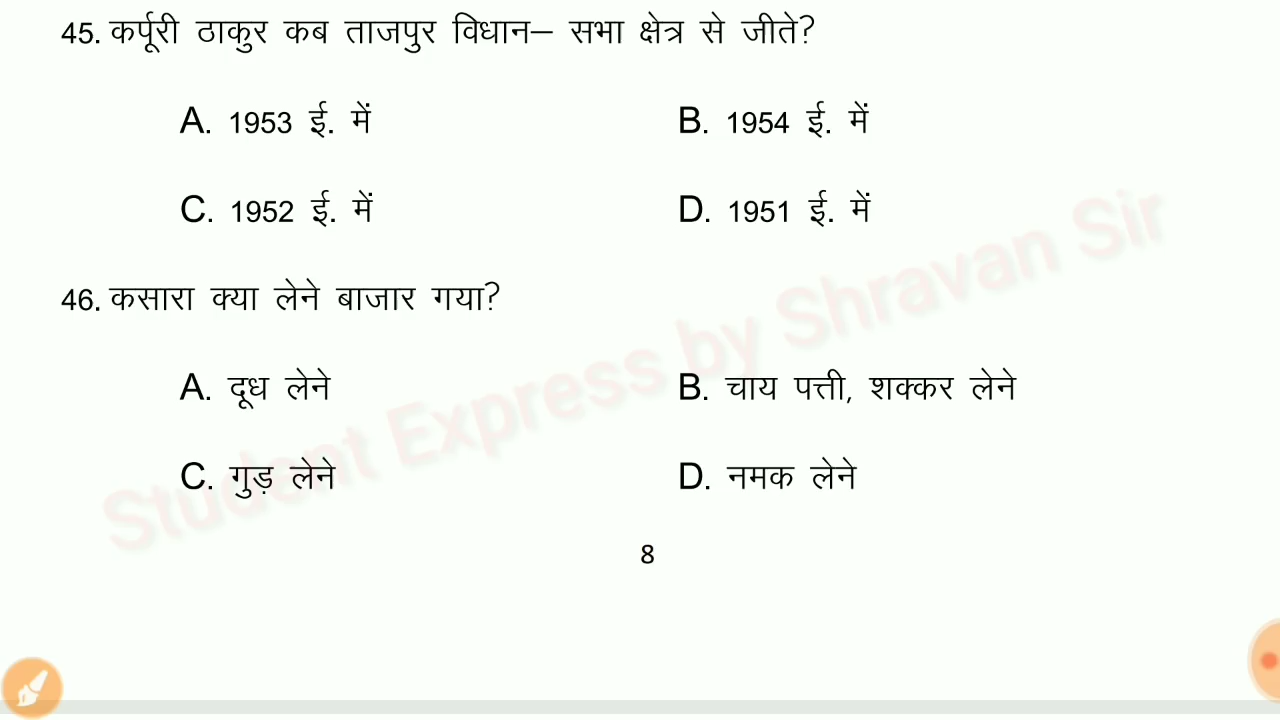 45. कर्पूरी ठाकुर कब ताजपुर विधान– सभा क्षेत्र से जीते?
A. 1953 ई. में B. 1954 ई. में
C. 1952 ई. में D. 1951 ई. में
46. कसारा क्या लेने बाजार गया?
A. दूध लेने B. चाय पत्ती, शक्कर लेने
C. गुड़ लेने D. नमक लेने
Student Express by Shravan Sir
8